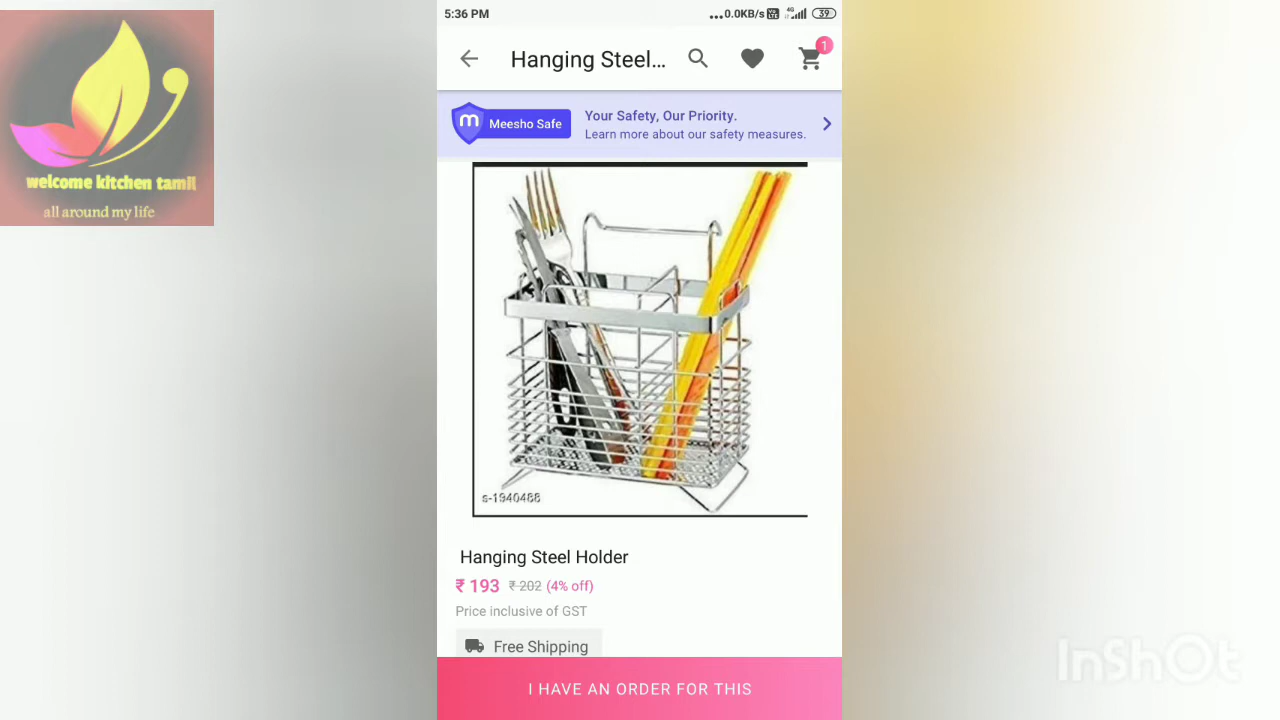 welcome kitchen tamil
all around my life
5:36 PM
0.0KB/s VoLTE 4G 39
Hanging Steel...
1
m Meesho Safe
Your Safety, Our Priority.
Learn more about our safety measures.
s-1940488
Hanging Steel Holder
₹ 193 ₹ 202 (4% off)
Price inclusive of GST
Free Shipping
I HAVE AN ORDER FOR THIS
InShOt